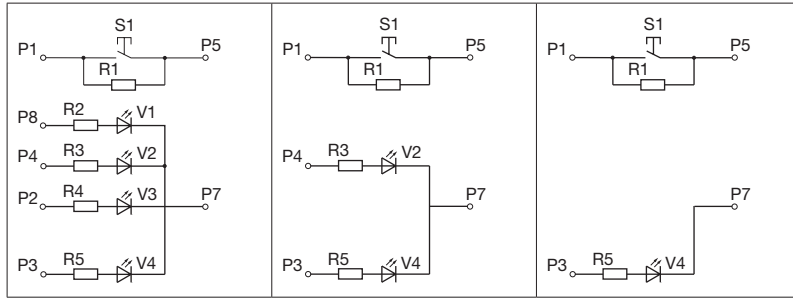 S1
P1 P5
R1
P8 R2 V1
P4 R3 V2
P2 R4 V3 P7
P3 R5 V4
S1
P1 P5
R1
P4 R3 V2
P7
P3 R5 V4
S1
P1 P5
R1
P7
P3 R5 V4